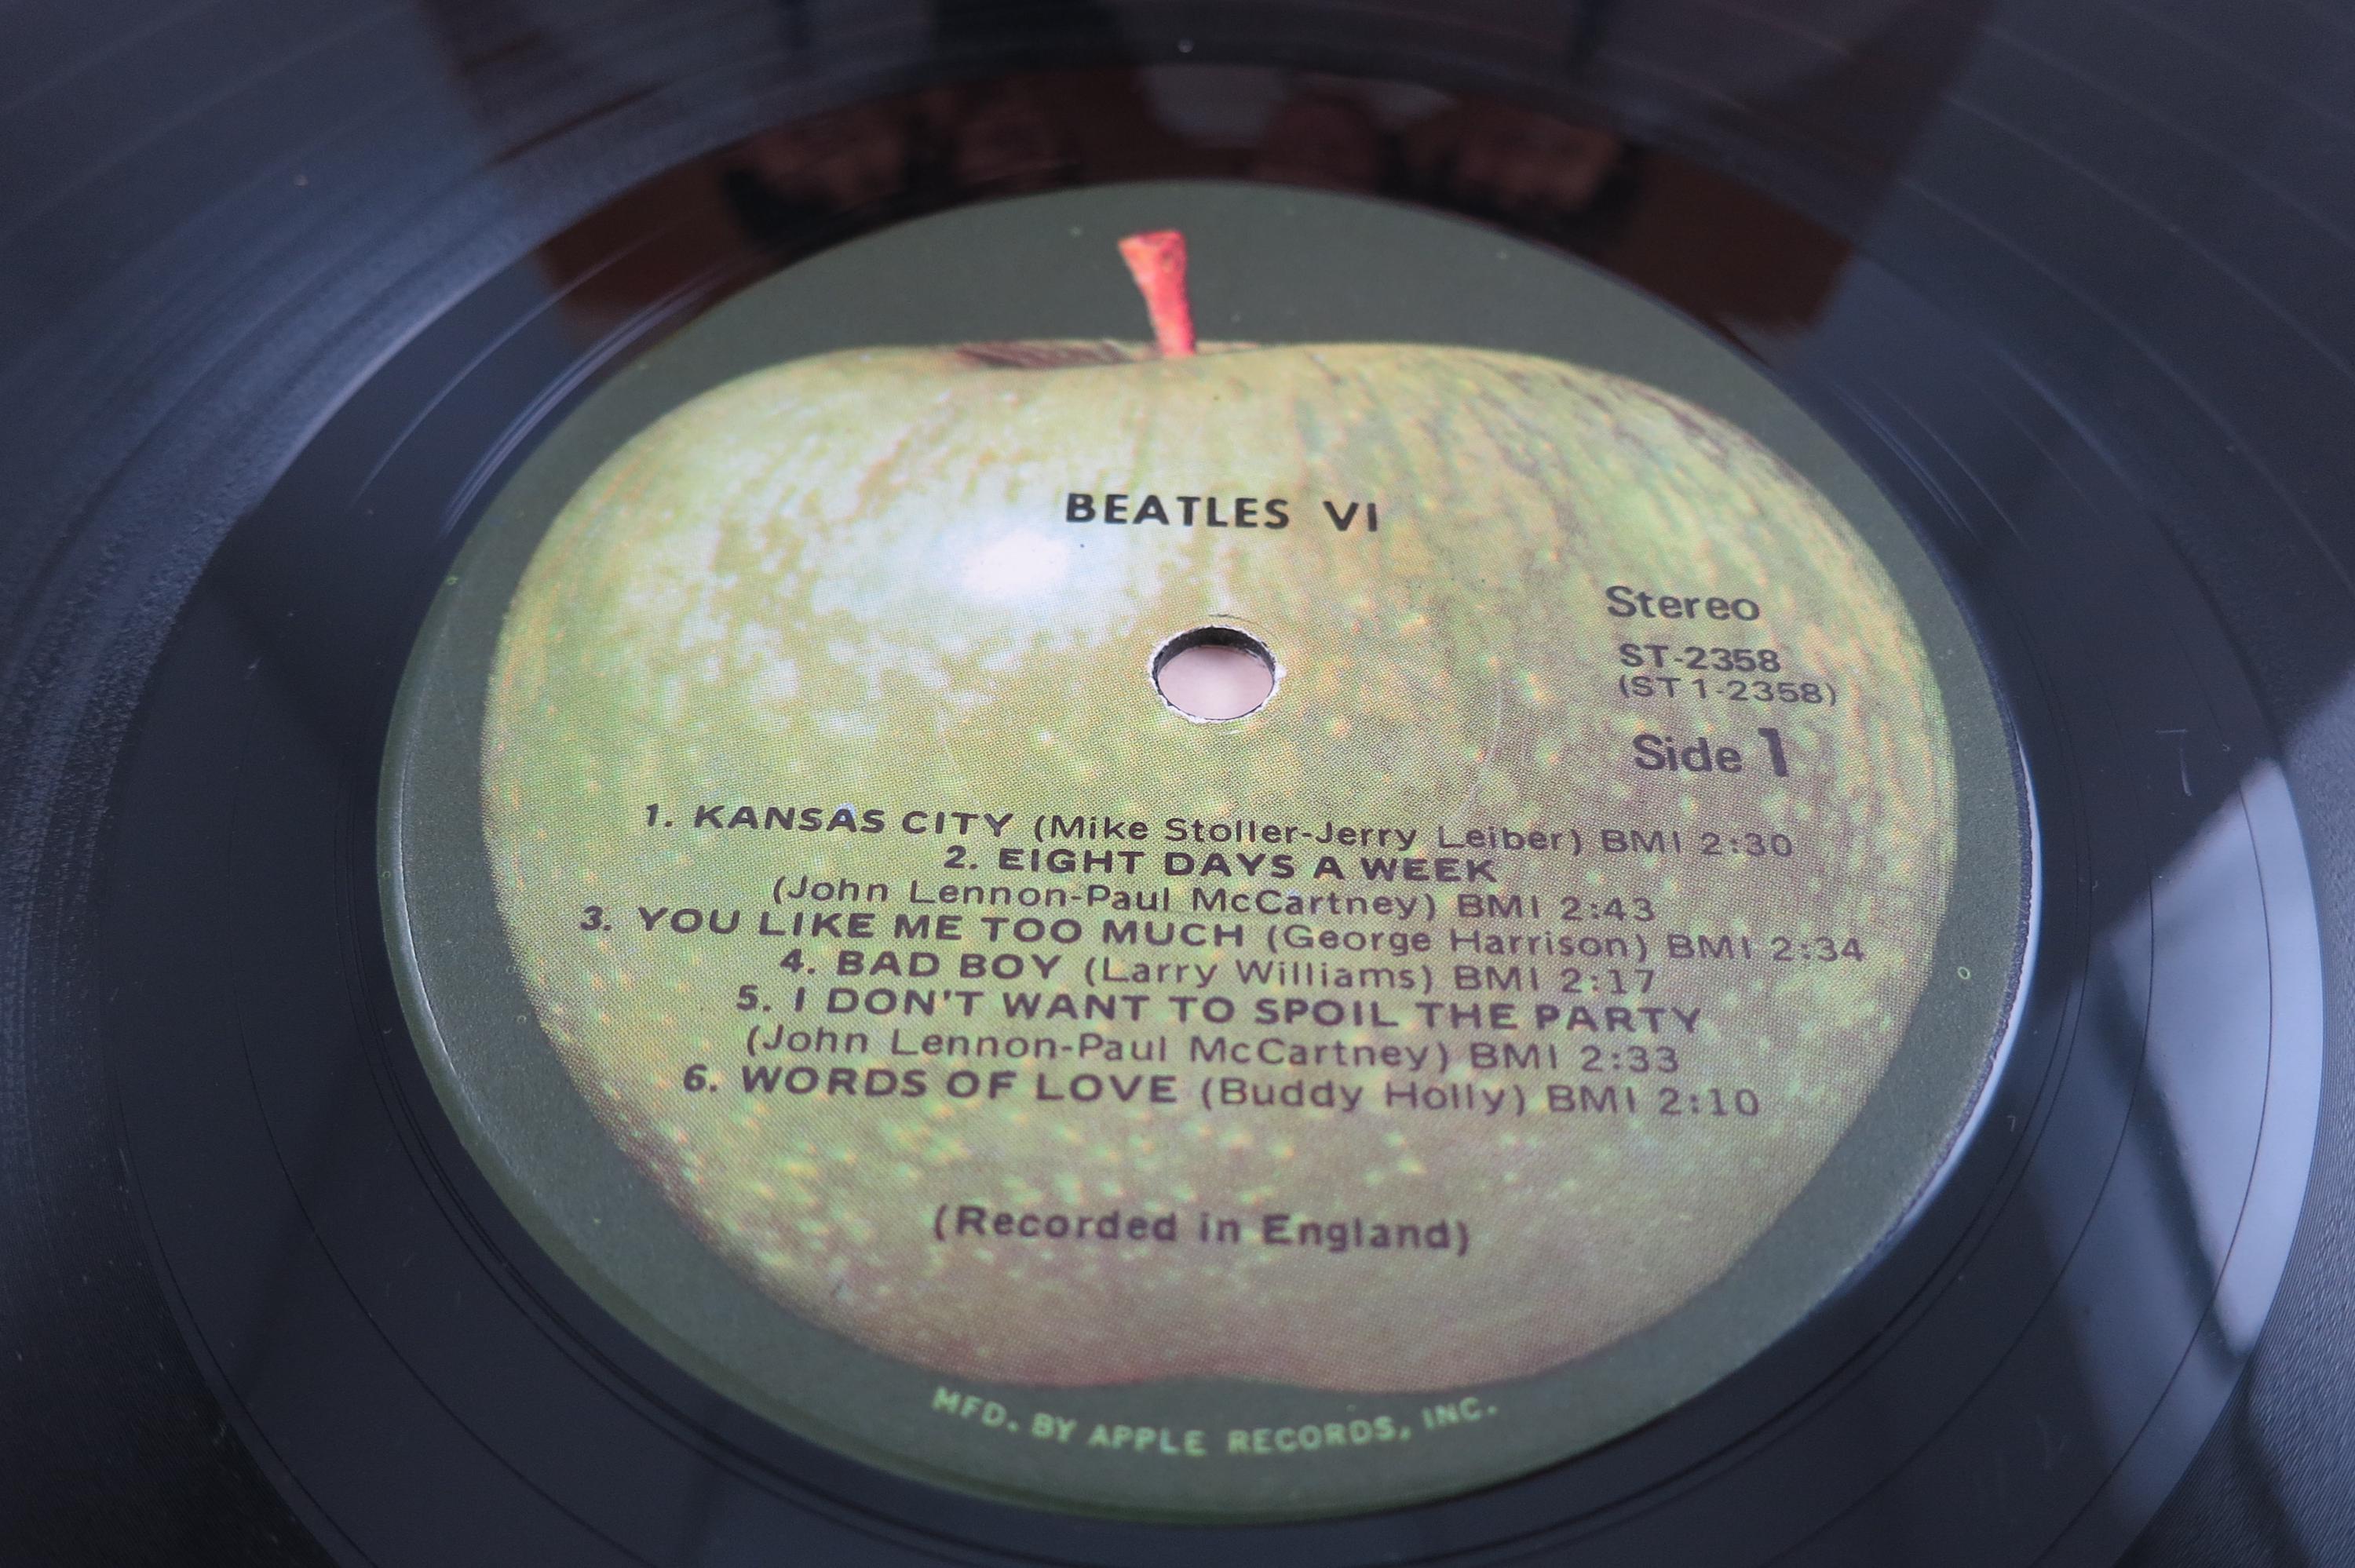 BEATLES VI
Stereo
ST-2358
(ST 1-2358)
Side 1
1. KANSAS CITY (Mike Stoller-Jerry Leiber) BMI 2:30
2. EIGHT DAYS A WEEK
(John Lennon-Paul McCartney) BMI 2:43
3. YOU LIKE ME TOO MUCH (George Harrison) BMI 2:34
4. BAD BOY (Larry Williams) BMI 2:17
5. I DON'T WANT TO SPOIL THE PARTY
(John Lennon-Paul McCartney) BMI 2:33
6. WORDS OF LOVE (Buddy Holly) BMI 2:10
(Recorded in England)
MFD. BY APPLE RECORDS, INC.